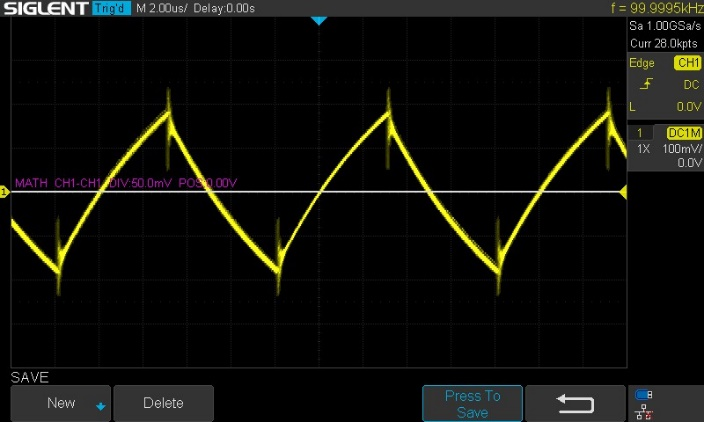 SIGLENT Trig'd M 2.00us/ Delay:0.00s f = 99.9995kHz
Sa 1.00GSa/s
Curr 28.0kpts
Edge CH1
DC
L 0.0V
1 DC1M
1X 100mV/
0.0V
MATH CH1-CH1 DIV:50.0mV POS:0.00V
1
SAVE
New Delete Press To
Save